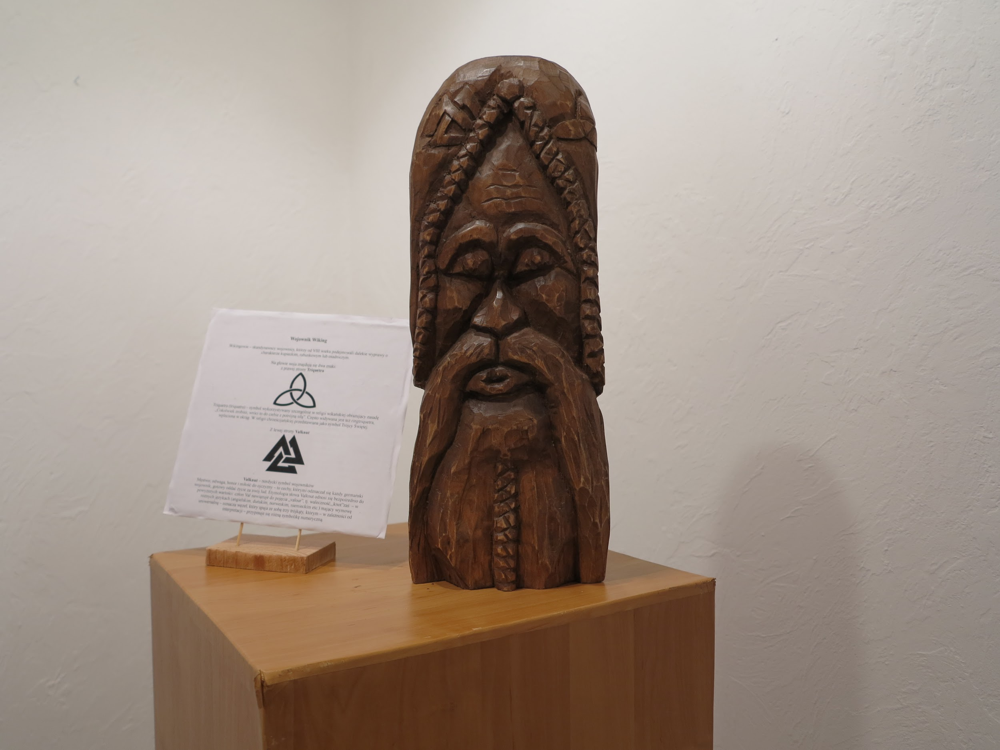 Wojownik Wiking
Wikingowie – skandynawscy wojownicy, którzy od VIII wieku podejmowali dalekie wyprawy o
charakterze kupieckim, rabunkowym lub osadniczym.
Na głowie woja znajdują się dwa znaki:
z prawej strony Triquetra
Triquetra (triquatra) – symbol wykorzystywany szczególnie w religii wikańskiej obrazujący zasadę
„Cokolwiek zrobisz, wróci to do ciebie z potrójną siłą”. Często widywana jest też ringtriquetra,
wpleciona w okrąg. W religii chrześcijańskiej przedstawiana jako symbol Trójcy Świętej.
Z lewej strony Valknut
Valknut – nordycki symbol wojowników
Męstwo, odwaga, honor i miłość do ojczyzny – to cechy, którymi odznaczał się każdy germański
wojownik, gotowy oddać życie za swój lud. Etymologia słowa Valknut odnosi się bezpośrednio do
powyższych wartości: człon Val nawiązuje do pojęcia „valour”, tj. waleczność, „knot” zaś – w
różnych językach (angielskim, duńskim, norweskim, niemieckim etc.) mający wymowę
uniwersalną – oznacza węzeł, który spaja ze sobą trzy trójkąty, którym – w zależności od
interpretacji – przypisuje się różną symbolikę numeryczną.